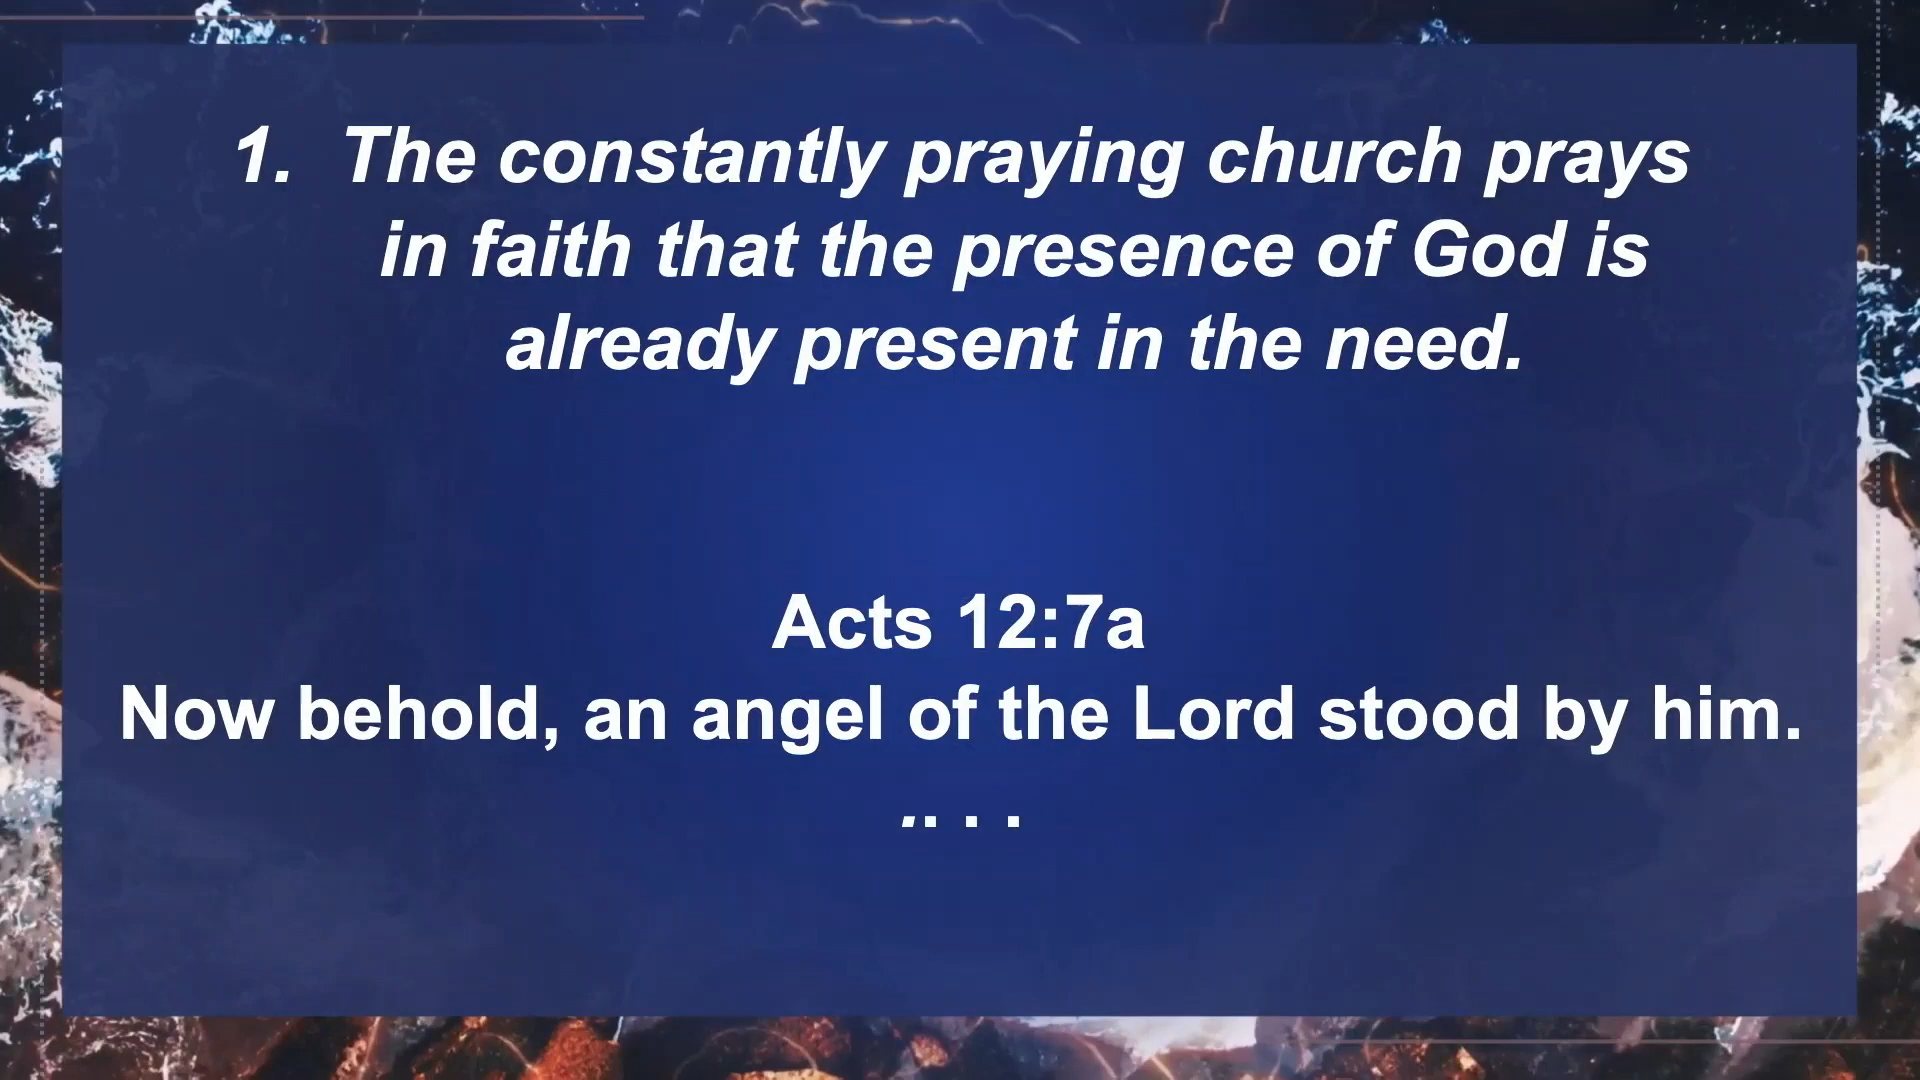 1. The constantly praying church prays
in faith that the presence of God is
already present in the need.
Acts 12:7a
Now behold, an angel of the Lord stood by him.
.. . .